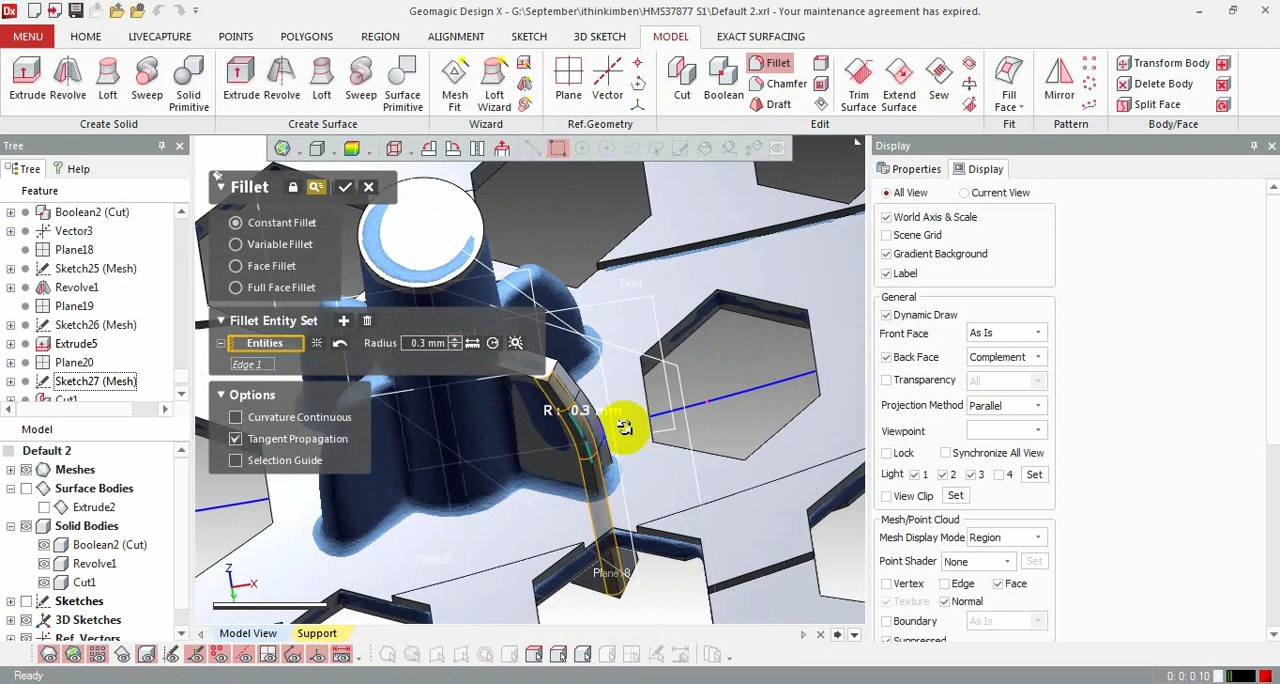 Geomagic Design X - G:\September\ithinkimben\HMS37877 S1\Default 2.xrl - Your maintenance agreement has expired.
MENU HOME LIVECAPTURE POINTS POLYGONS REGION ALIGNMENT SKETCH 3D SKETCH MODEL EXACT SURFACING
Extrude Revolve Loft Sweep Solid Primitive
Create Solid
Extrude Revolve Loft Sweep Surface Primitive
Create Surface
Mesh Fit Loft Wizard
Wizard
Plane Vector
Ref.Geometry
Cut Boolean Fillet Chamfer Draft Trim Surface Extend Surface Sew
Edit
Fill Face
Fit
Mirror
Pattern
Transform Body
Delete Body
Split Face
Body/Face
Tree
Tree Help
Feature
Boolean2 (Cut)
Vector3
Plane18
Sketch25 (Mesh)
Revolve1
Plane19
Sketch26 (Mesh)
Extrude5
Plane20
Sketch27 (Mesh)
Cut1
Model
Default 2
Meshes
Surface Bodies
Extrude2
Solid Bodies
Boolean2 (Cut)
Revolve1
Cut1
Sketches
3D Sketches
Ref. Vectors
Fillet
Constant Fillet
Variable Fillet
Face Fillet
Full Face Fillet
Fillet Entity Set
Entities Radius 0.3 mm
Edge 1
Options
Curvature Continuous
Tangent Propagation
Selection Guide
Front
R : 0.3 mm
Plane20
Plane18
Z
X
Model View Support
Display
Properties Display
All View Current View
World Axis & Scale
Scene Grid
Gradient Background
Label
General
Dynamic Draw
Front Face As Is
Back Face Complement
Transparency All
Projection Method Parallel
Viewpoint
Lock Synchronize All View
Light 1 2 3 4 Set
View Clip Set
Mesh/Point Cloud
Mesh Display Mode Region
Point Shader None Set
Vertex Edge Face
Texture Normal
Boundary As Is
Suppressed
Ready
0: 0: 0.10